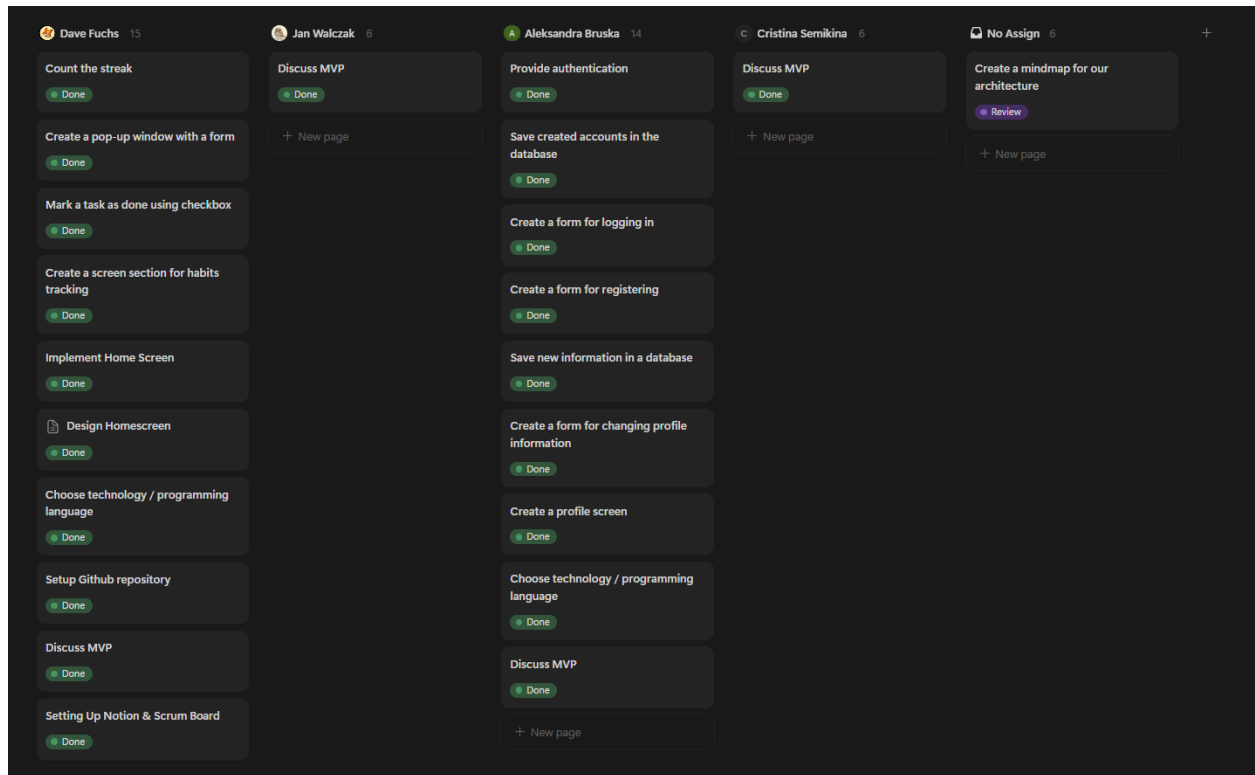 Dave Fuchs 15
Count the streak
Done
Create a pop-up window with a form
Done
Mark a task as done using checkbox
Done
Create a screen section for habits
tracking
Done
Implement Home Screen
Done
Design Homescreen
Done
Choose technology / programming
language
Done
Setup Github repository
Done
Discuss MVP
Done
Setting Up Notion & Scrum Board
Done
Jan Walczak 6
Discuss MVP
Done
+ New page
A Aleksandra Bruska 14
Provide authentication
Done
Save created accounts in the
database
Done
Create a form for logging in
Done
Create a form for registering
Done
Save new information in a database
Done
Create a form for changing profile
information
Done
Create a profile screen
Done
Choose technology / programming
language
Done
Discuss MVP
Done
+ New page
C Cristina Semikina 6
Discuss MVP
Done
+ New page
No Assign 6
Create a mindmap for our
architecture
Review
+ New page
+